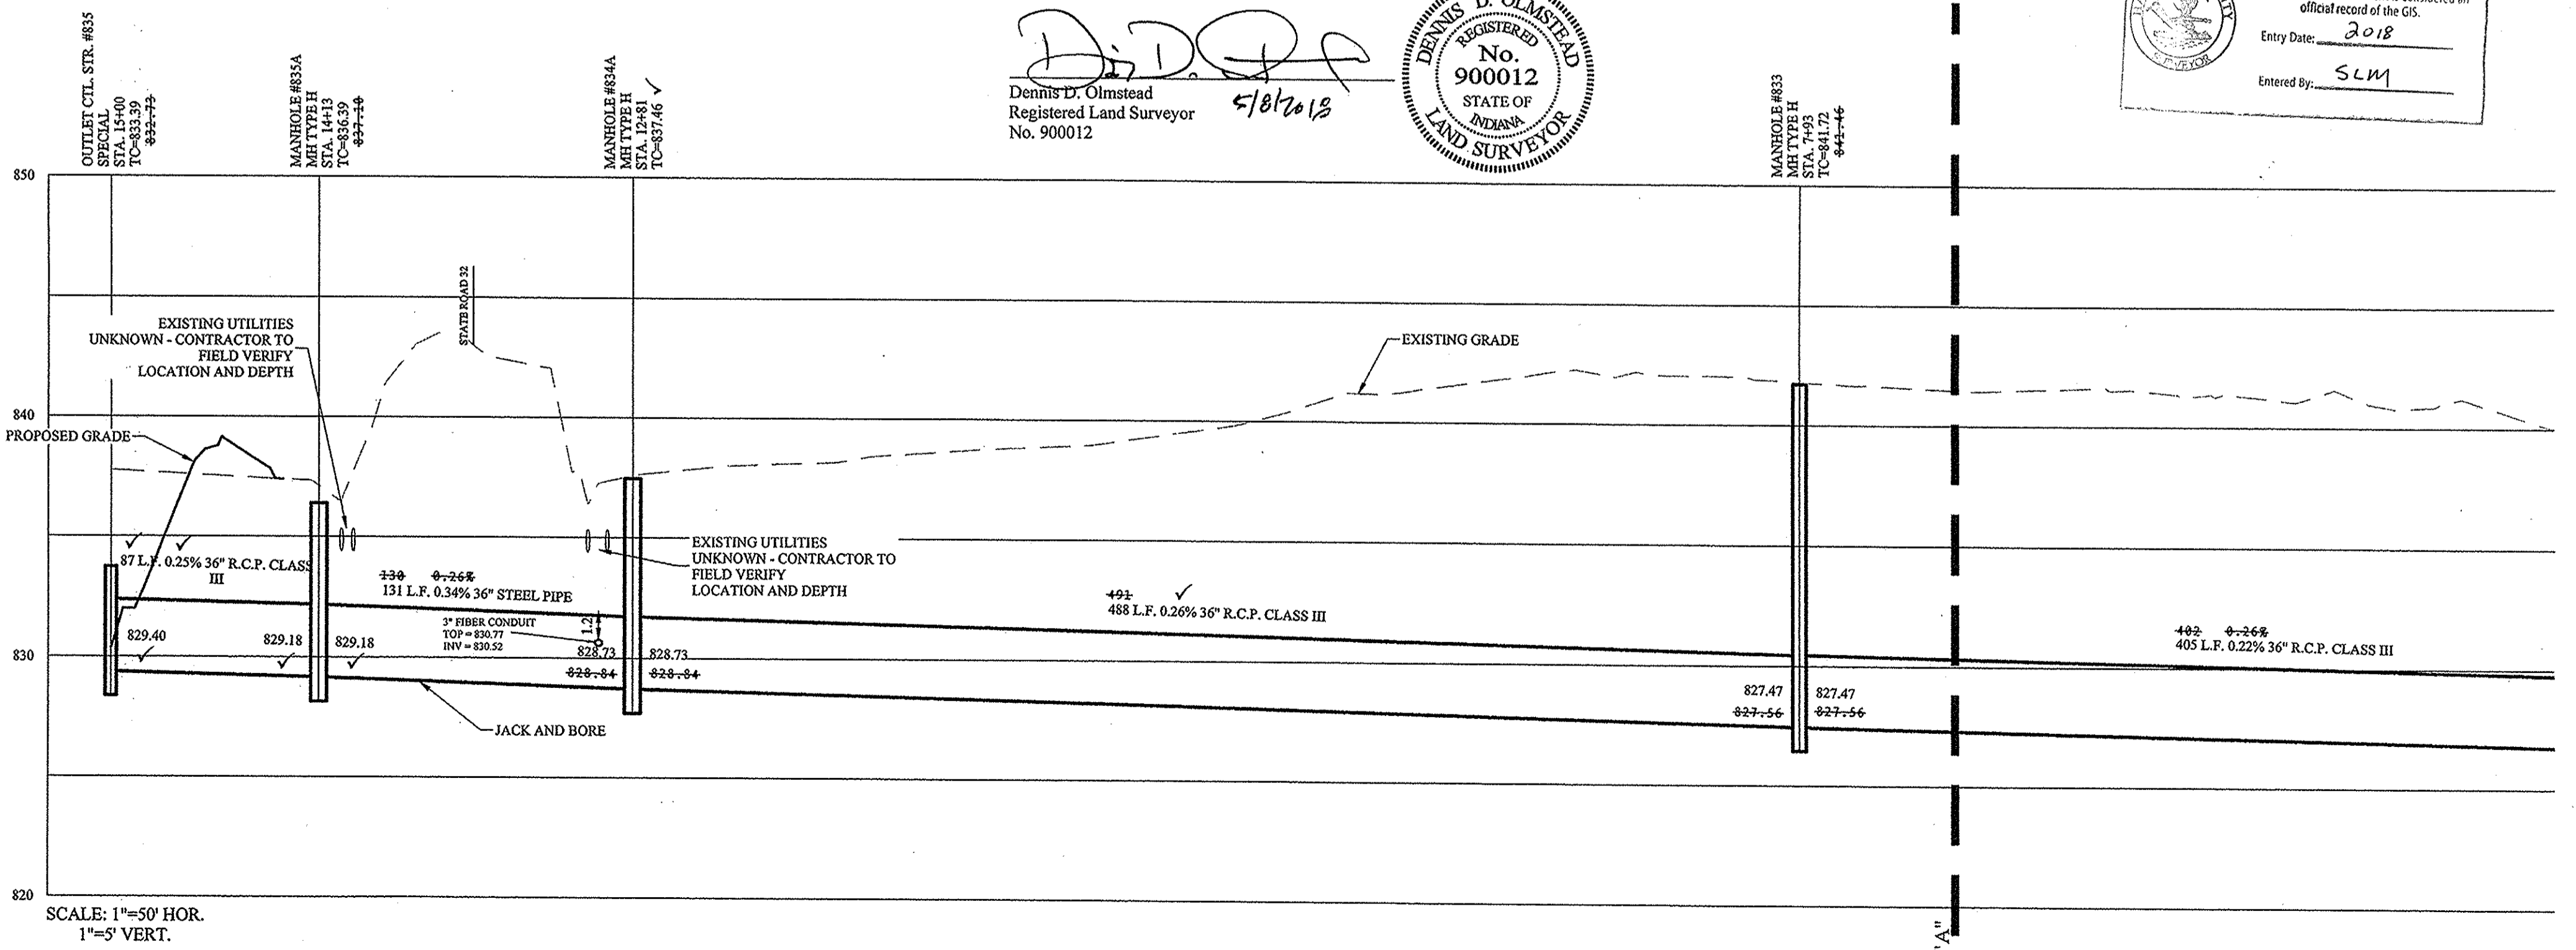 OUTLET CTL. STR. #835
SPECIAL
STA. 15+00
TC=833.39
832.73
MANHOLE #835A
MH TYPE H
STA. 14+13
TC=836.39
837.10
MANHOLE #834A
MH TYPE H
STA. 12+81
TC=837.46 ✓
Dennis D. Olmstead
Registered Land Surveyor
No. 900012
5/8/2018
DENNIS D. OLMSTEAD
REGISTERED
No.
900012
STATE OF
INDIANA
LAND SURVEYOR
MANHOLE #833
MH TYPE H
STA. 7+93
TC=841.72
841.46
official record of the GIS.
Entry Date: 2018
Entered By: SLM
SURVEYOR
850
STATE ROAD 32
EXISTING UTILITIES
UNKNOWN - CONTRACTOR TO
FIELD VERIFY
LOCATION AND DEPTH
EXISTING GRADE
840
PROPOSED GRADE
✓ ✓
87 L.F. 0.25% 36" R.C.P. CLASS
III
130 0.26%
131 L.F. 0.34% 36" STEEL PIPE
EXISTING UTILITIES
UNKNOWN - CONTRACTOR TO
FIELD VERIFY
LOCATION AND DEPTH
491 ✓
488 L.F. 0.26% 36" R.C.P. CLASS III
402 0.26%
405 L.F. 0.22% 36" R.C.P. CLASS III
829.40
✓
829.18
✓
829.18
✓
3" FIBER CONDUIT
TOP = 830.77
INV = 830.52
828.73
828.84
828.73
828.84
830
827.47
827.56
827.47
827.56
JACK AND BORE
820
SCALE: 1"=50' HOR.
1"=5' VERT.
"A"